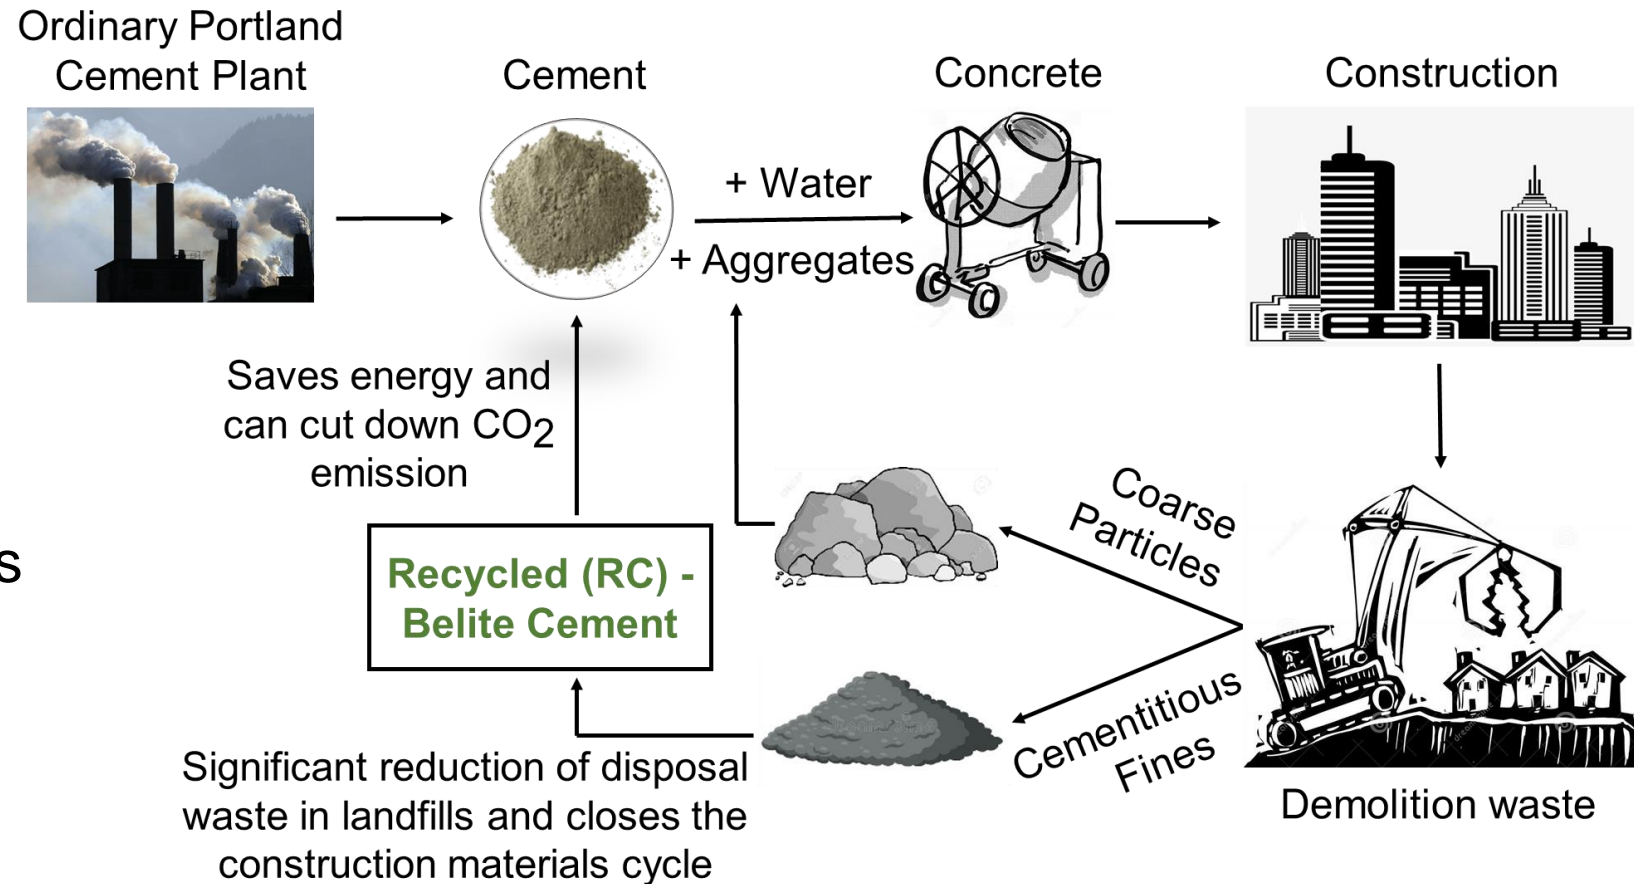 Ordinary Portland
Cement Plant
Cement
Concrete
Construction
+ Water
+ Aggregates
Saves energy and
can cut down CO2
emission
Coarse
Particles
s
Recycled (RC) -
Belite Cement
Cementitious
Fines
Significant reduction of disposal
waste in landfills and closes the
construction materials cycle
Demolition waste